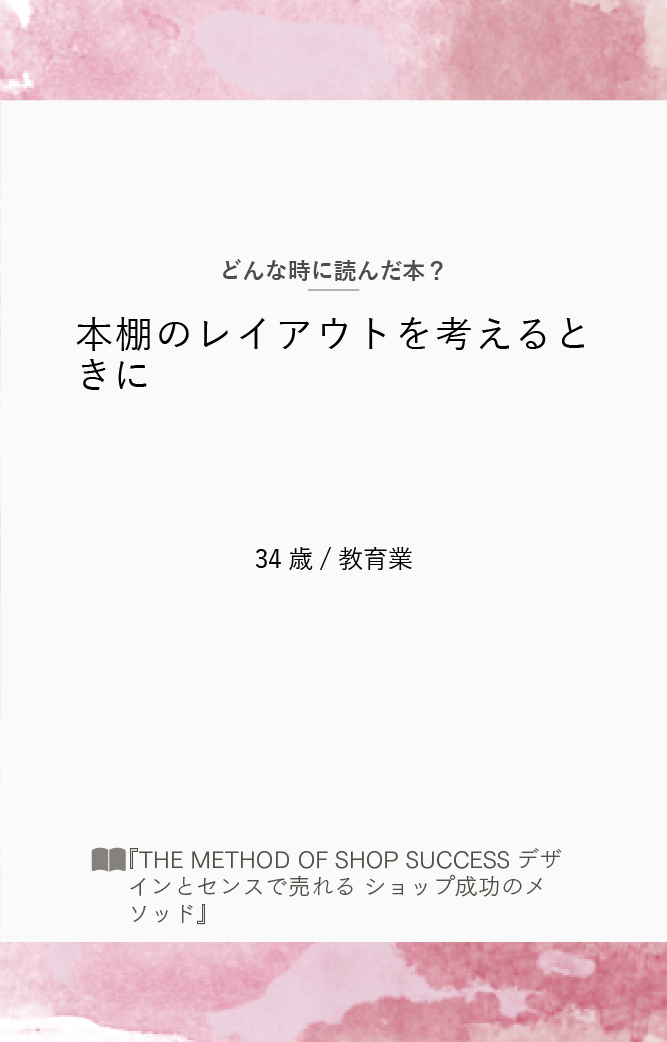 どんな時に読んだ本？
本棚のレイアウトを考えると
きに
34 歳 / 教育業
『THE METHOD OF SHOP SUCCESS デザ
インとセンスで売れる ショップ成功のメ
ソッド』